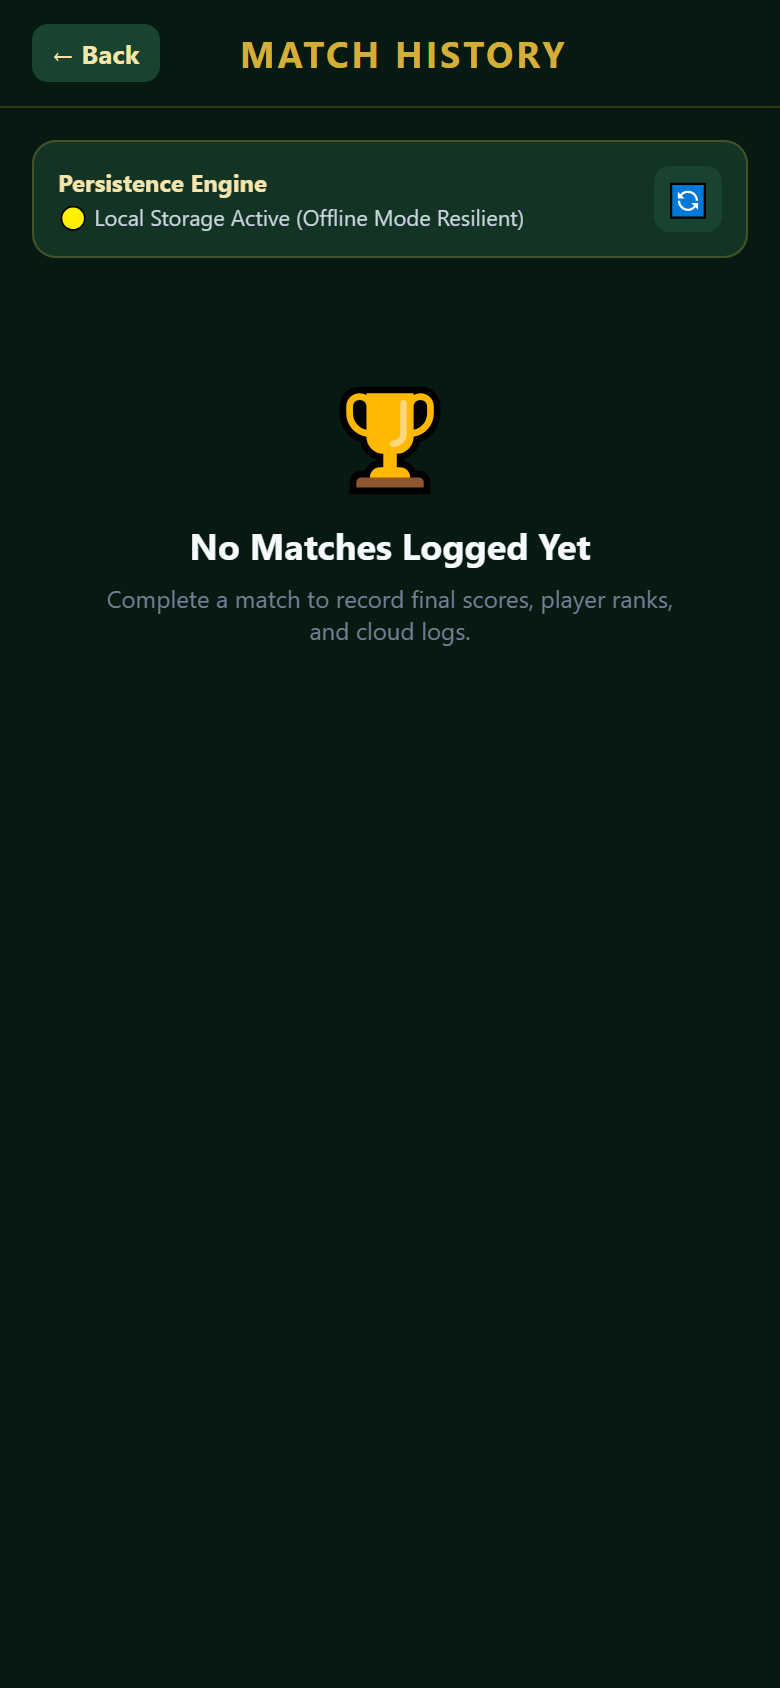 ← Back
MATCH HISTORY
Persistence Engine
Local Storage Active (Offline Mode Resilient)
No Matches Logged Yet
Complete a match to record final scores, player ranks,
and cloud logs.